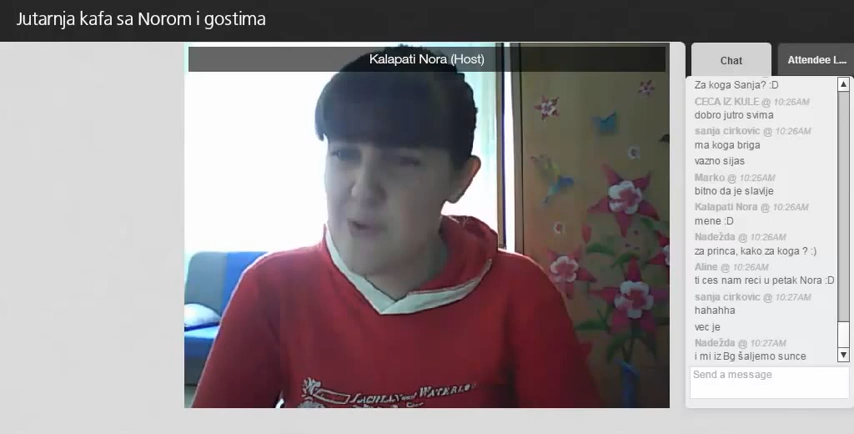 Jutarnja kafa sa Norom i gostima
Kalapati Nora (Host)
Chat
Attendee L...
Za koga Sanja? :D
CECA IZ KULE @ 10:26AM
dobro jutro svima
sanja cirkovic @ 10:26AM
ma koga briga
vazno sijas
Marko @ 10:26AM
bitno da je slavlje
Kalapati Nora @ 10:26AM
mene :D
Nadežda @ 10:26AM
za princa, kako za koga ? :)
Aline @ 10:26AM
ti ces nam reci u petak Nora :D
sanja cirkovic @ 10:27AM
hahahha
vec je
Nadežda @ 10:27AM
i mi iz Bg šaljemo sunce
Send a message
LACHLAN and WATERLO